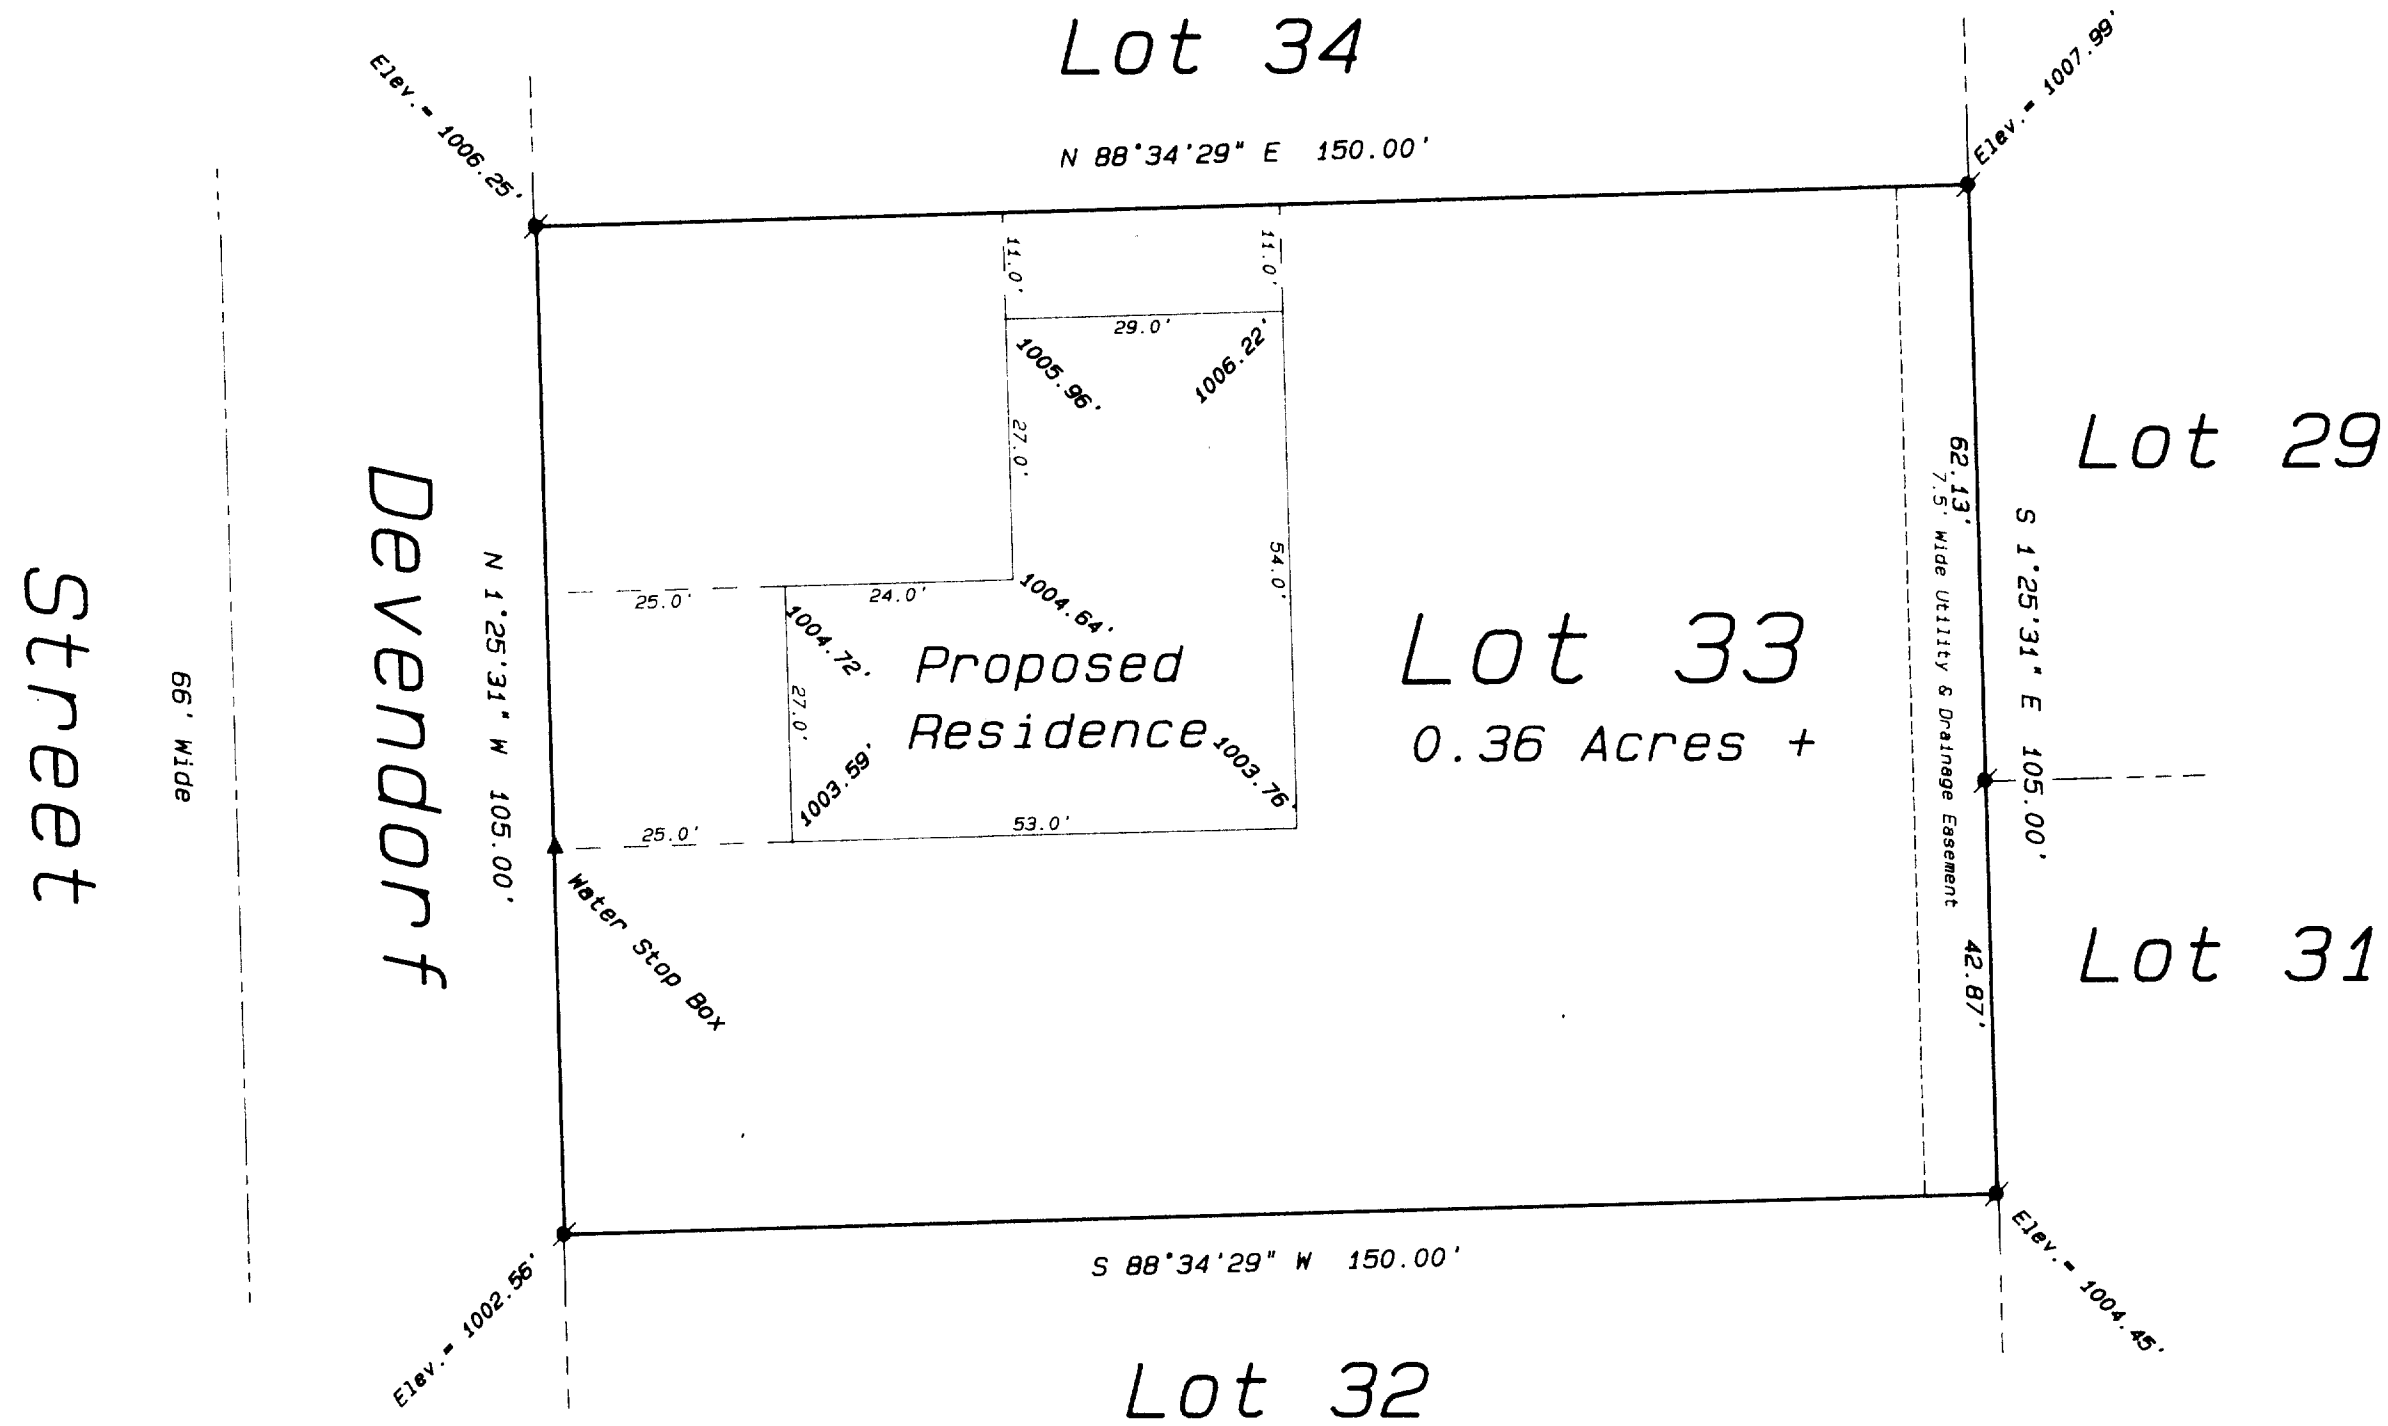 Lot 34
Elev.= 1006.25'
Elev.= 1007.99'
N 88°34'29" E 150.00'
11.0'
11.0'
29.0'
1005.96'
1006.22'
27.0'
54.0'
Lot 29
62.13'
7.5' Wide Utility & Drainage Easement
S 1°25'31" E 105.00'
Devendorf
Street
66' Wide
N 1°25'31" W 105.00'
25.0'
24.0'
1004.64'
1004.72'
Proposed
Residence
27.0'
1003.59'
1003.76'
Lot 33
0.36 Acres +
25.0'
53.0'
Water Stop Box
42.87'
Lot 31
S 88°34'29" W 150.00'
Elev.= 1002.56'
Elev.= 1004.45'
Lot 32